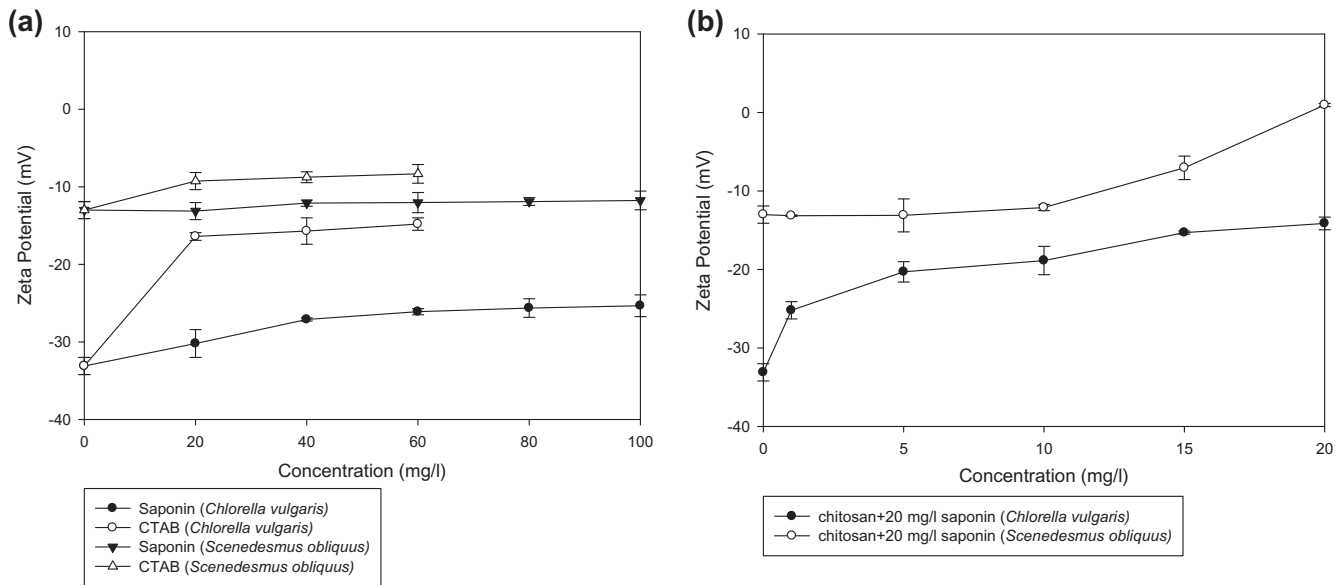 (a)
10
0
-10
-20
-30
-40
Zeta Potential (mV)
0 20 40 60 80 100
Concentration (mg/l)
Saponin (Chlorella vulgaris)
CTAB (Chlorella vulgaris)
Saponin (Scenedesmus obliquus)
CTAB (Scenedesmus obliquus)
(b)
10
0
-10
-20
-30
-40
Zeta Potential (mV)
0 5 10 15 20
Concentration (mg/l)
chitosan+20 mg/l saponin (Chlorella vulgaris)
chitosan+20 mg/l saponin (Scenedesmus obliquus)